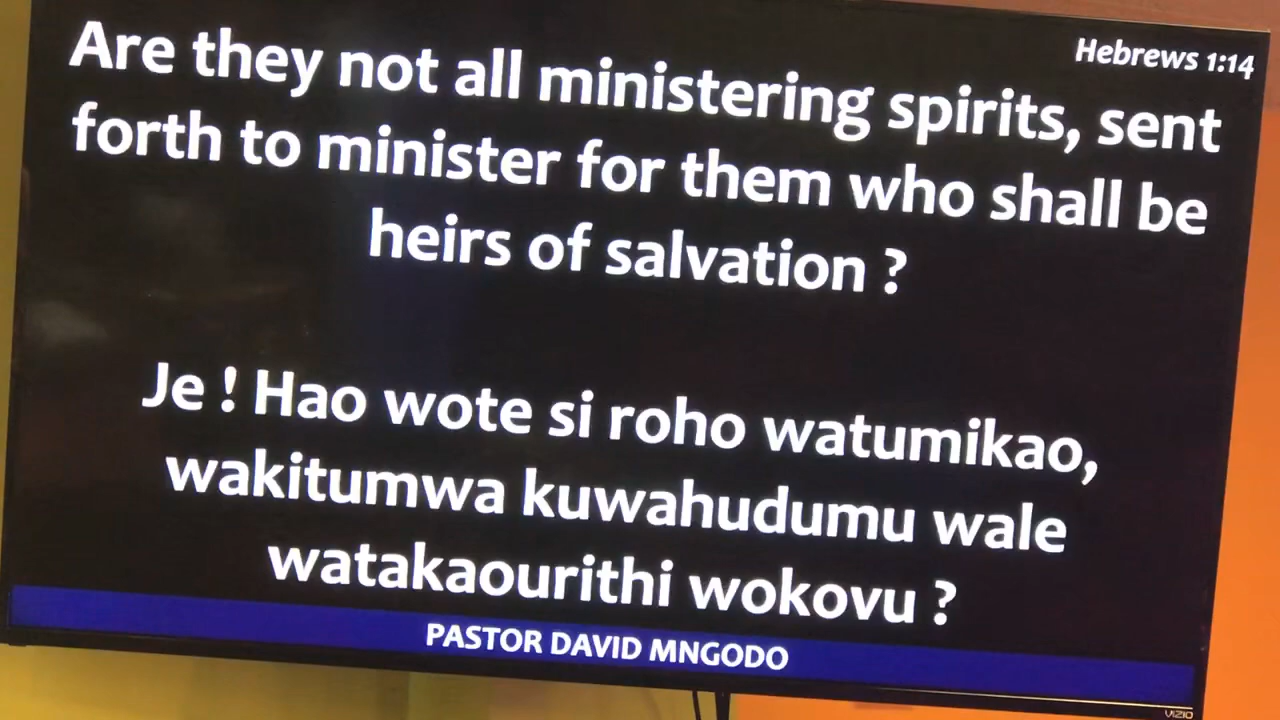 Hebrews 1:14
Are they not all ministering spirits, sent
forth to minister for them who shall be
heirs of salvation ?
Je ! Hao wote si roho watumikao,
wakitumwa kuwahudumu wale
watakaourithi wokovu ?
PASTOR DAVID MNGODO
VIZIO